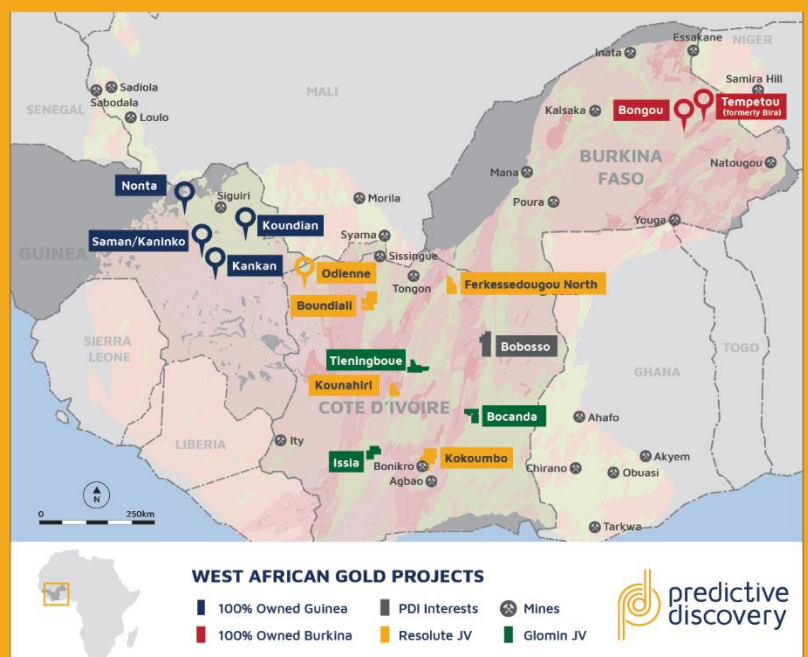 Essakane
NIGER
Inata
Samira Hill
Sadiola
Sabodala
SENEGAL
Loulo
MALI
Kalsaka
Bongou
Tempetou
(formerly Bira)
BURKINA
FASO
Natougou
Mana
Poura
Youga
Nonta
Siguiri
Morila
Koundian
Syama
Saman/Kaninko
GUINEA
Kankan
Sissingue
Odienne
Tongon
Ferkessedougou North
Boundiali
SIERRA
LEONE
Bobosso
GHANA
TOGO
Tieningboue
Kounahiri
COTE D'IVOIRE
Bocanda
Ahafo
LIBERIA
Ity
Issia
Bonikro
Kokoumbo
Agbao
Chirano
Akyem
Obuasi
Tarkwa
N
0 250km
WEST AFRICAN GOLD PROJECTS
100% Owned Guinea
PDI Interests
Mines
100% Owned Burkina
Resolute JV
Glomin JV
predictive
discovery